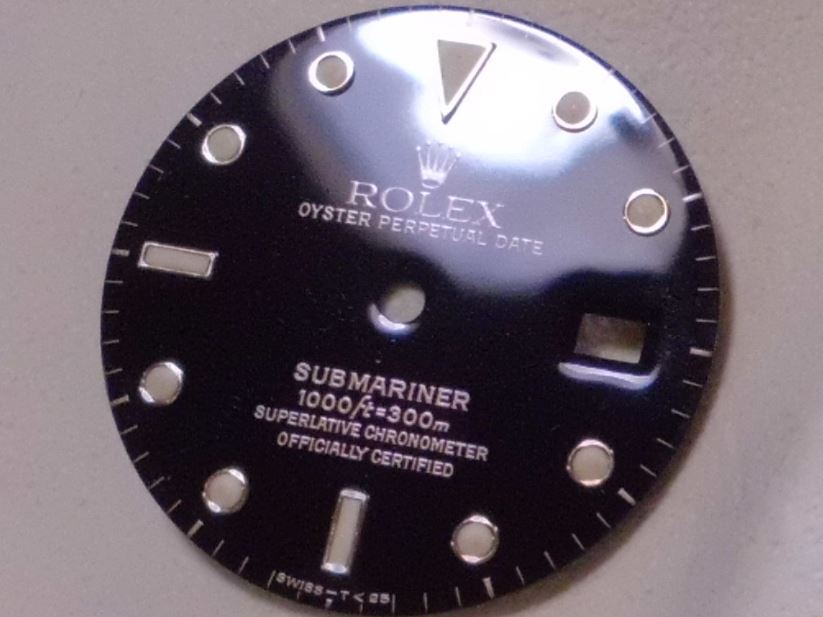 ROLEX
OYSTER PERPETUAL DATE
SUBMARINER
1000ft=300m
SUPERLATIVE CHRONOMETER
OFFICIALLY CERTIFIED
SWISS-T<25